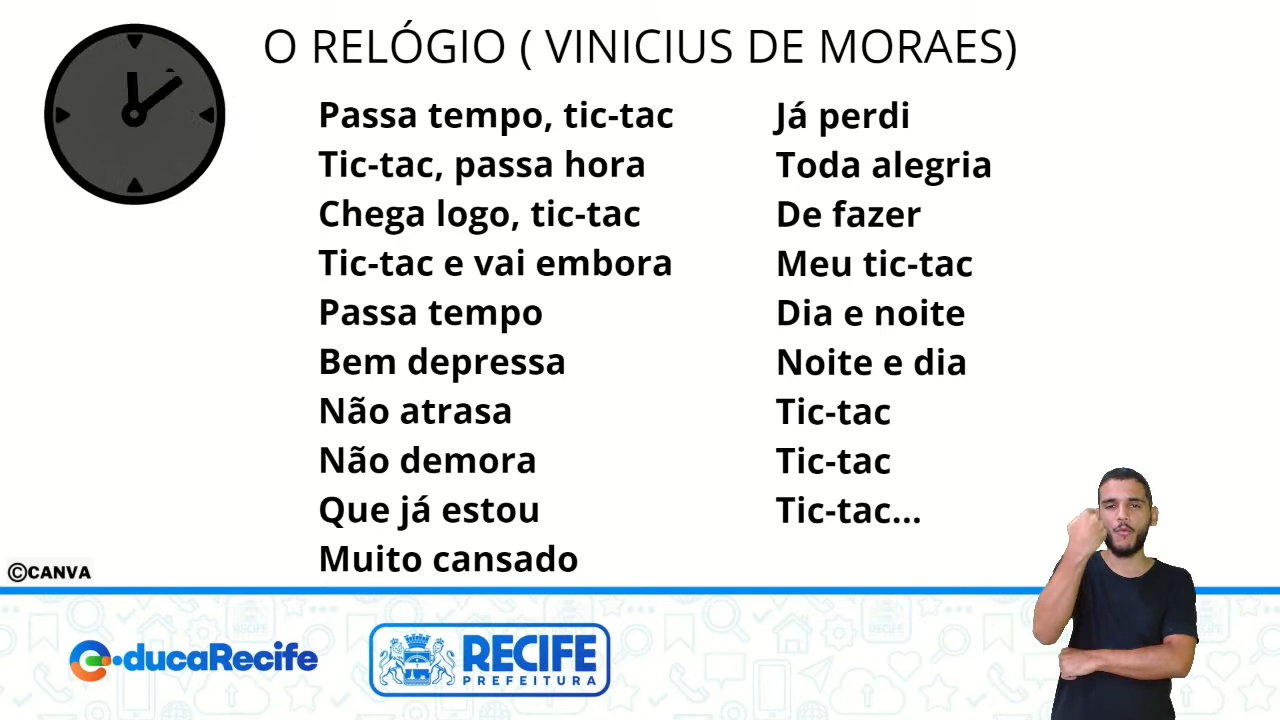 O RELÓGIO ( VINICIUS DE MORAES)
Passa tempo, tic-tac
Tic-tac, passa hora
Chega logo, tic-tac
Tic-tac e vai embora
Passa tempo
Bem depressa
Não atrasa
Não demora
Que já estou
Muito cansado
Já perdi
Toda alegria
De fazer
Meu tic-tac
Dia e noite
Noite e dia
Tic-tac
Tic-tac
Tic-tac...
©CANVA
educaRecife
RECIFE
PREFEITURA